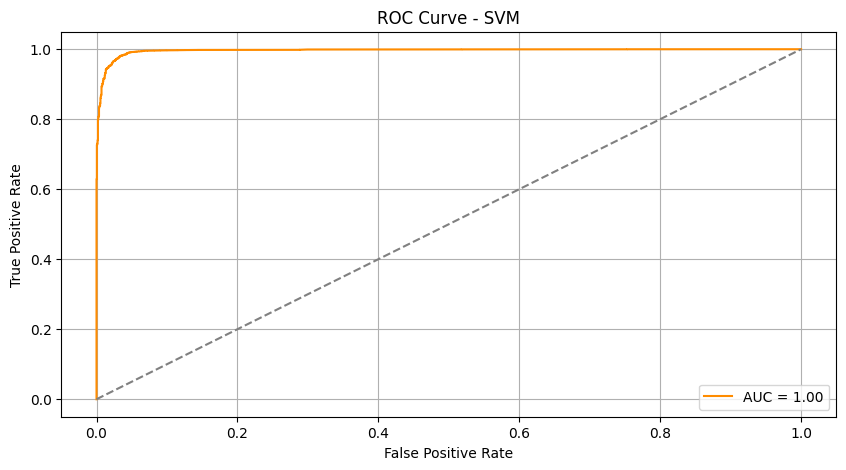 ROC Curve - SVM
True Positive Rate
1.0
0.8
0.6
0.4
0.2
0.0
AUC = 1.00
0.0 0.2 0.4 0.6 0.8 1.0
False Positive Rate